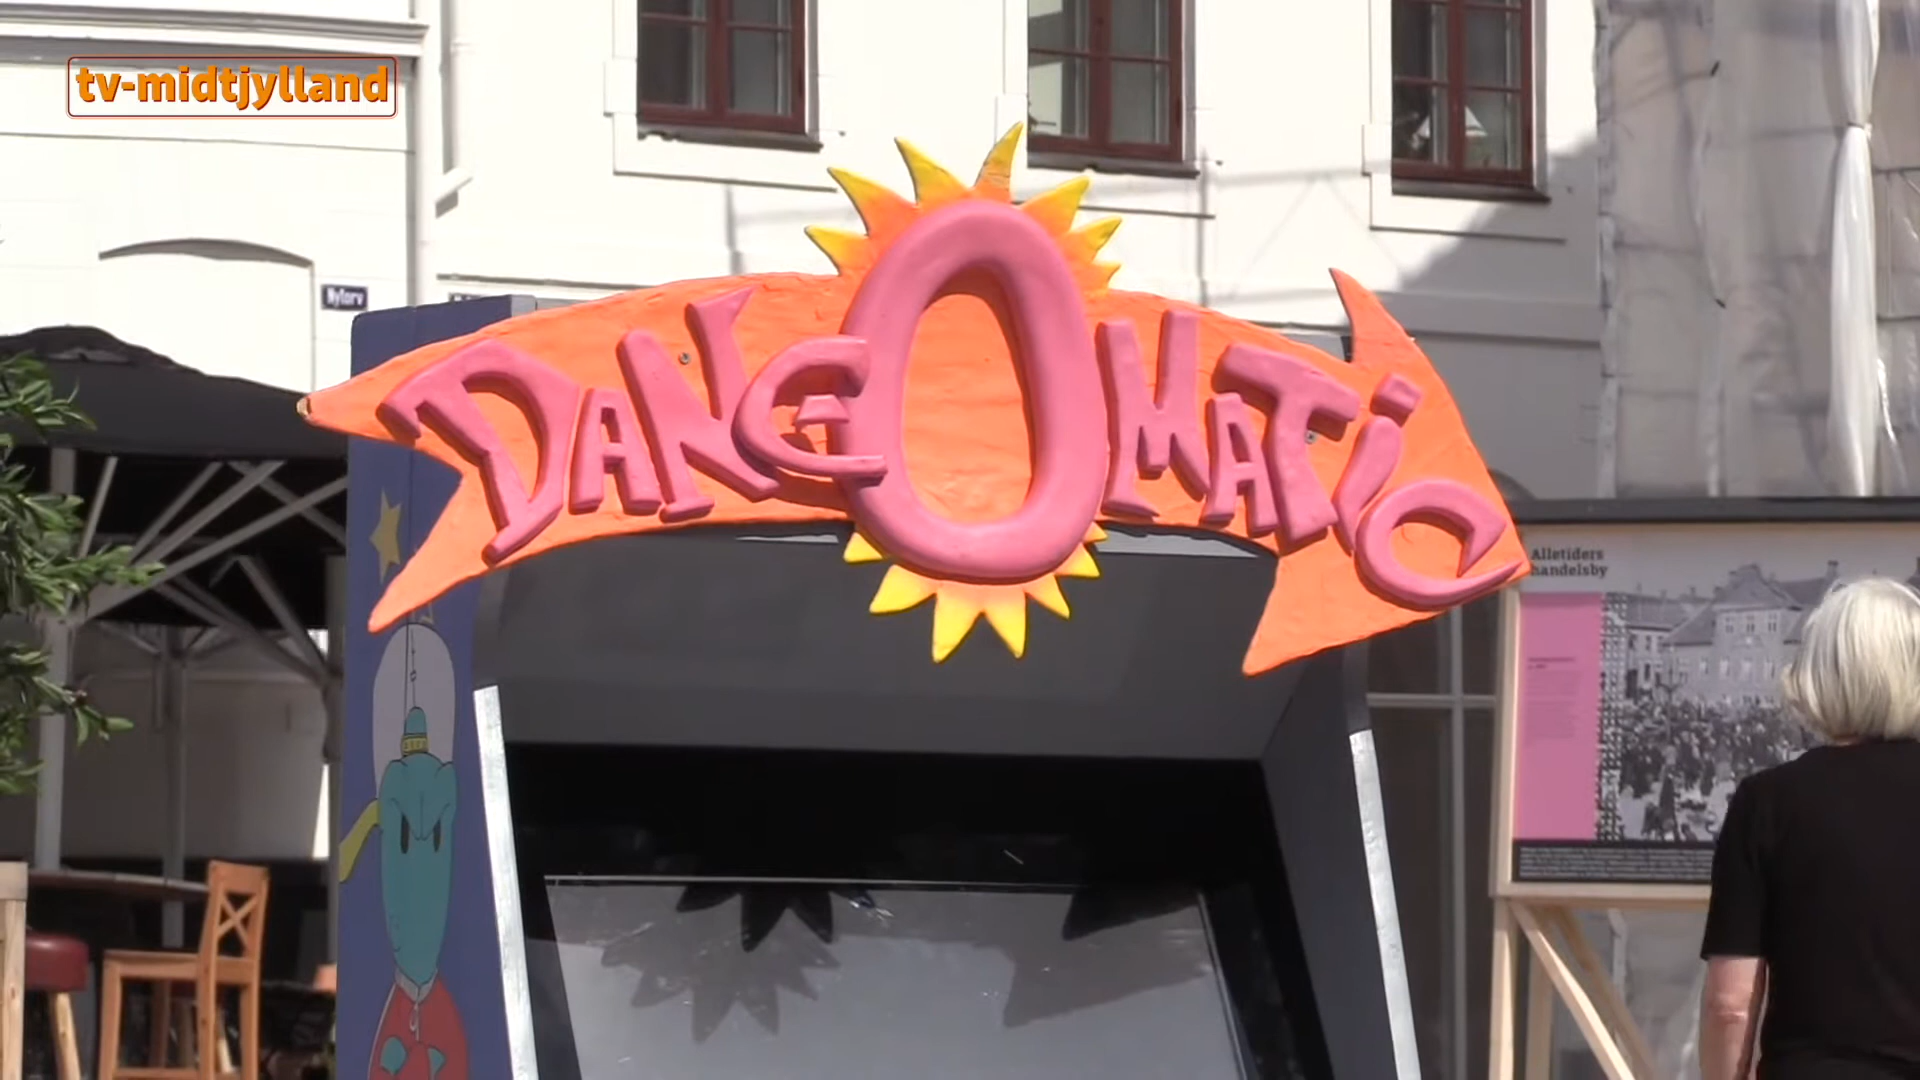 tv-midtjylland
Nytorv
DANCEOMATiC
Alletiders
handelsby